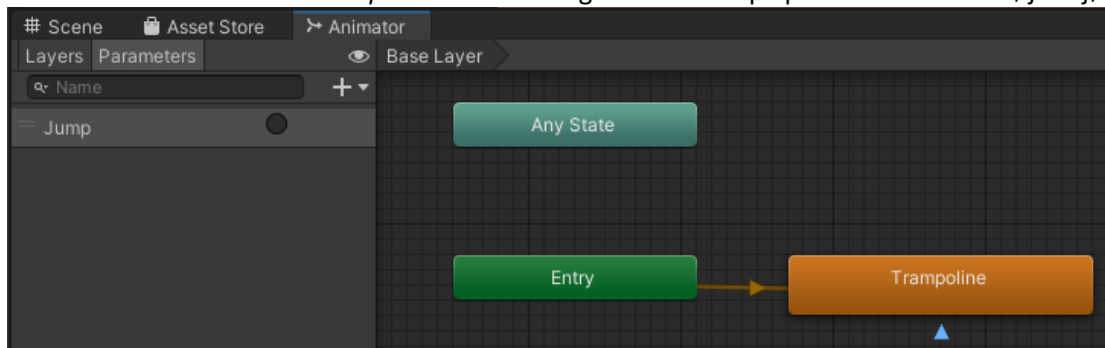 Scene Asset Store Animator
Layers Parameters Base Layer
Name
Jump
Any State
Entry Trampoline